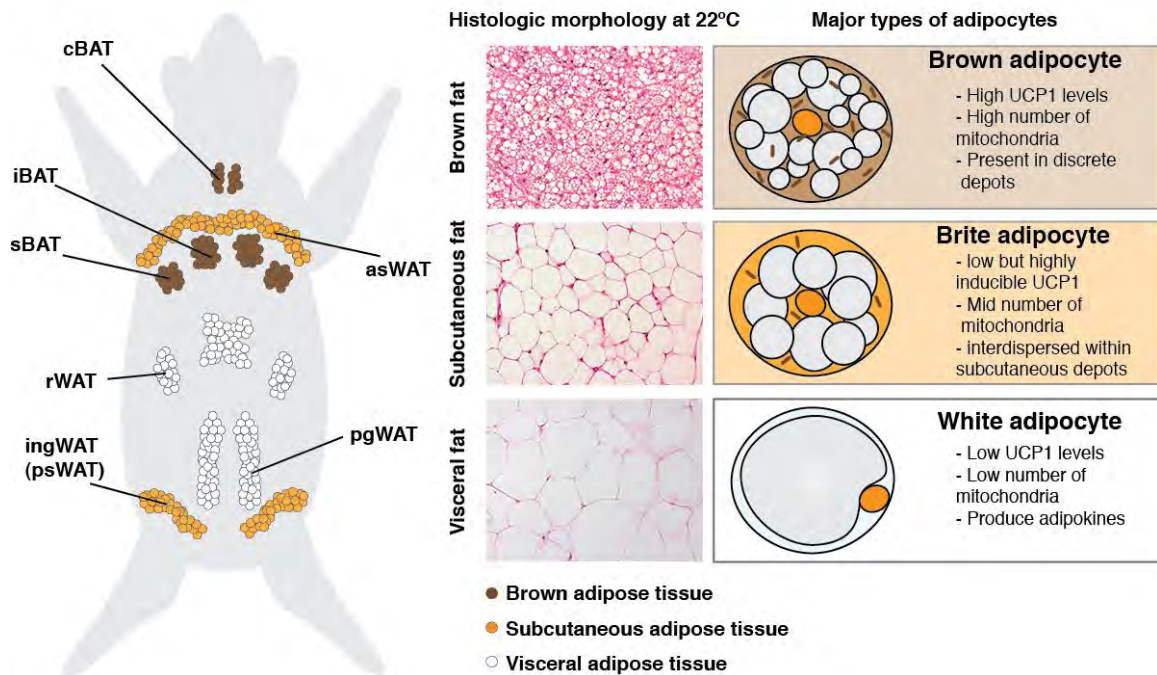 cBAT
iBAT
sBAT
asWAT
rWAT
ingWAT
(psWAT)
pgWAT
Histologic morphology at 22ºC
Major types of adipocytes
Brown fat
Brown adipocyte
- High UCP1 levels
- High number of
mitochondria
- Present in discrete
depots
Subcutaneous fat
Brite adipocyte
- low but highly
inducible UCP1
- Mid number of
mitochondria
- interdispersed within
subcutaneous depots
Visceral fat
White adipocyte
- Low UCP1 levels
- Low number of
mitochondria
- Produce adipokines
Brown adipose tissue
Subcutaneous adipose tissue
Visceral adipose tissue